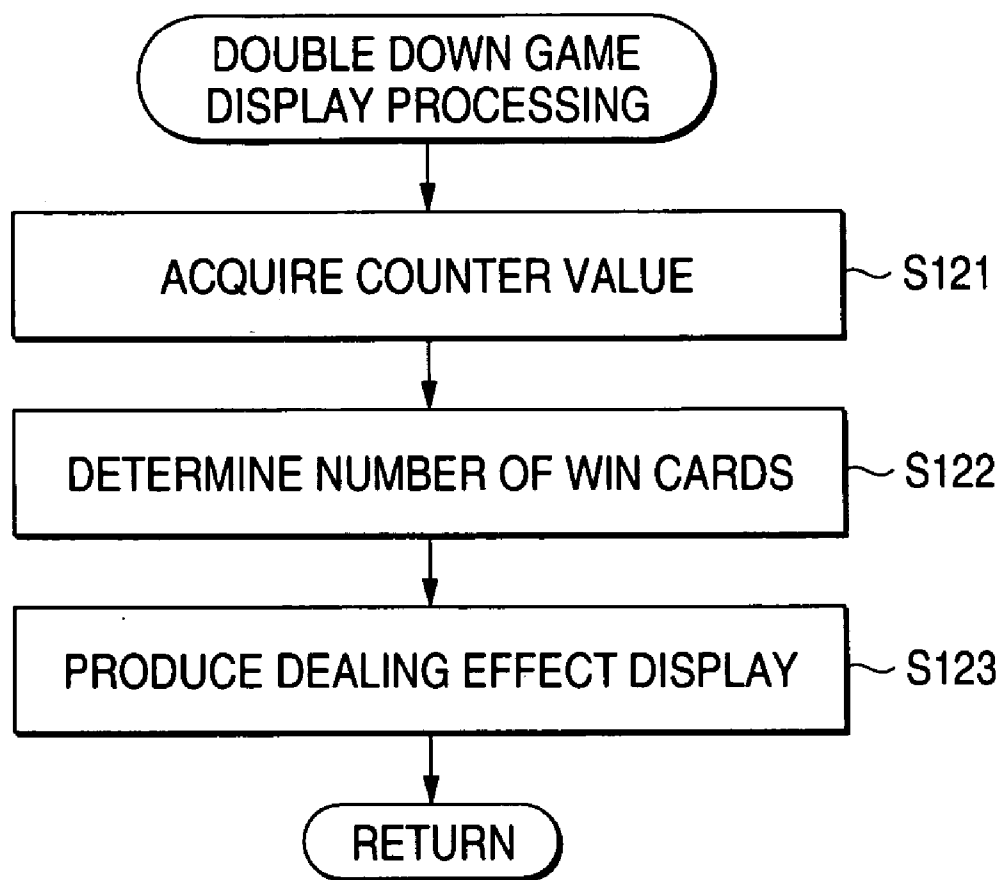 DOUBLE DOWN GAME
DISPLAY PROCESSING
ACQUIRE COUNTER VALUE
S121
DETERMINE NUMBER OF WIN CARDS
S122
PRODUCE DEALING EFFECT DISPLAY
S123
RETURN